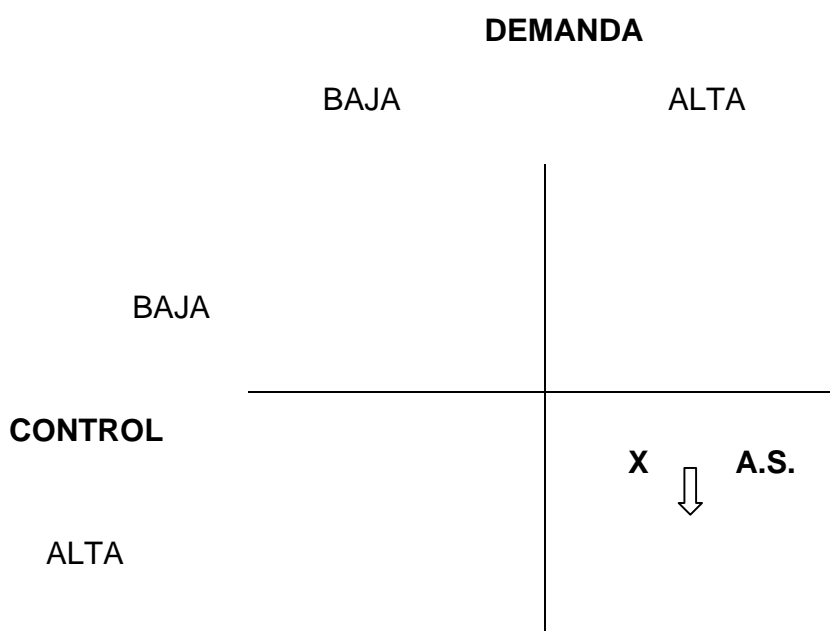 DEMANDA
BAJA ALTA
BAJA
CONTROL
X A.S.
ALTA